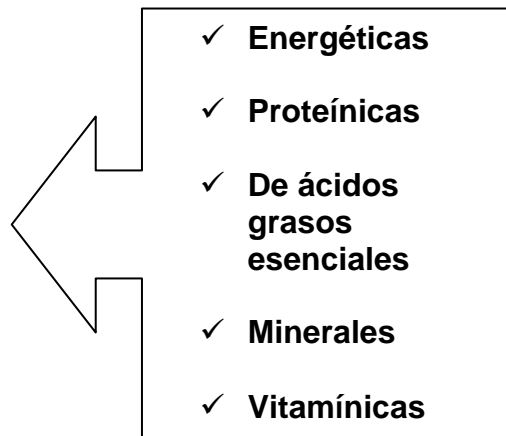 ✓ Energéticas
✓ Proteínicas
✓ De ácidos
grasos
esenciales
✓ Minerales
✓ Vitamínicas